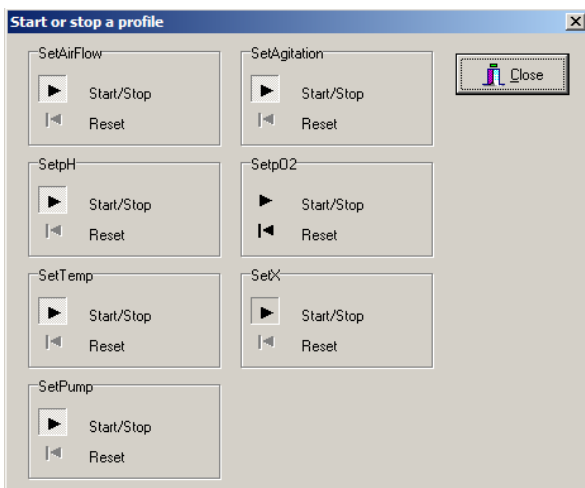 Start or stop a profile
SetAirFlow
Start/Stop
Reset
SetAgitation
Start/Stop
Reset
Close
SetpH
Start/Stop
Reset
SetpO2
Start/Stop
Reset
SetTemp
Start/Stop
Reset
SetX
Start/Stop
Reset
SetPump
Start/Stop
Reset